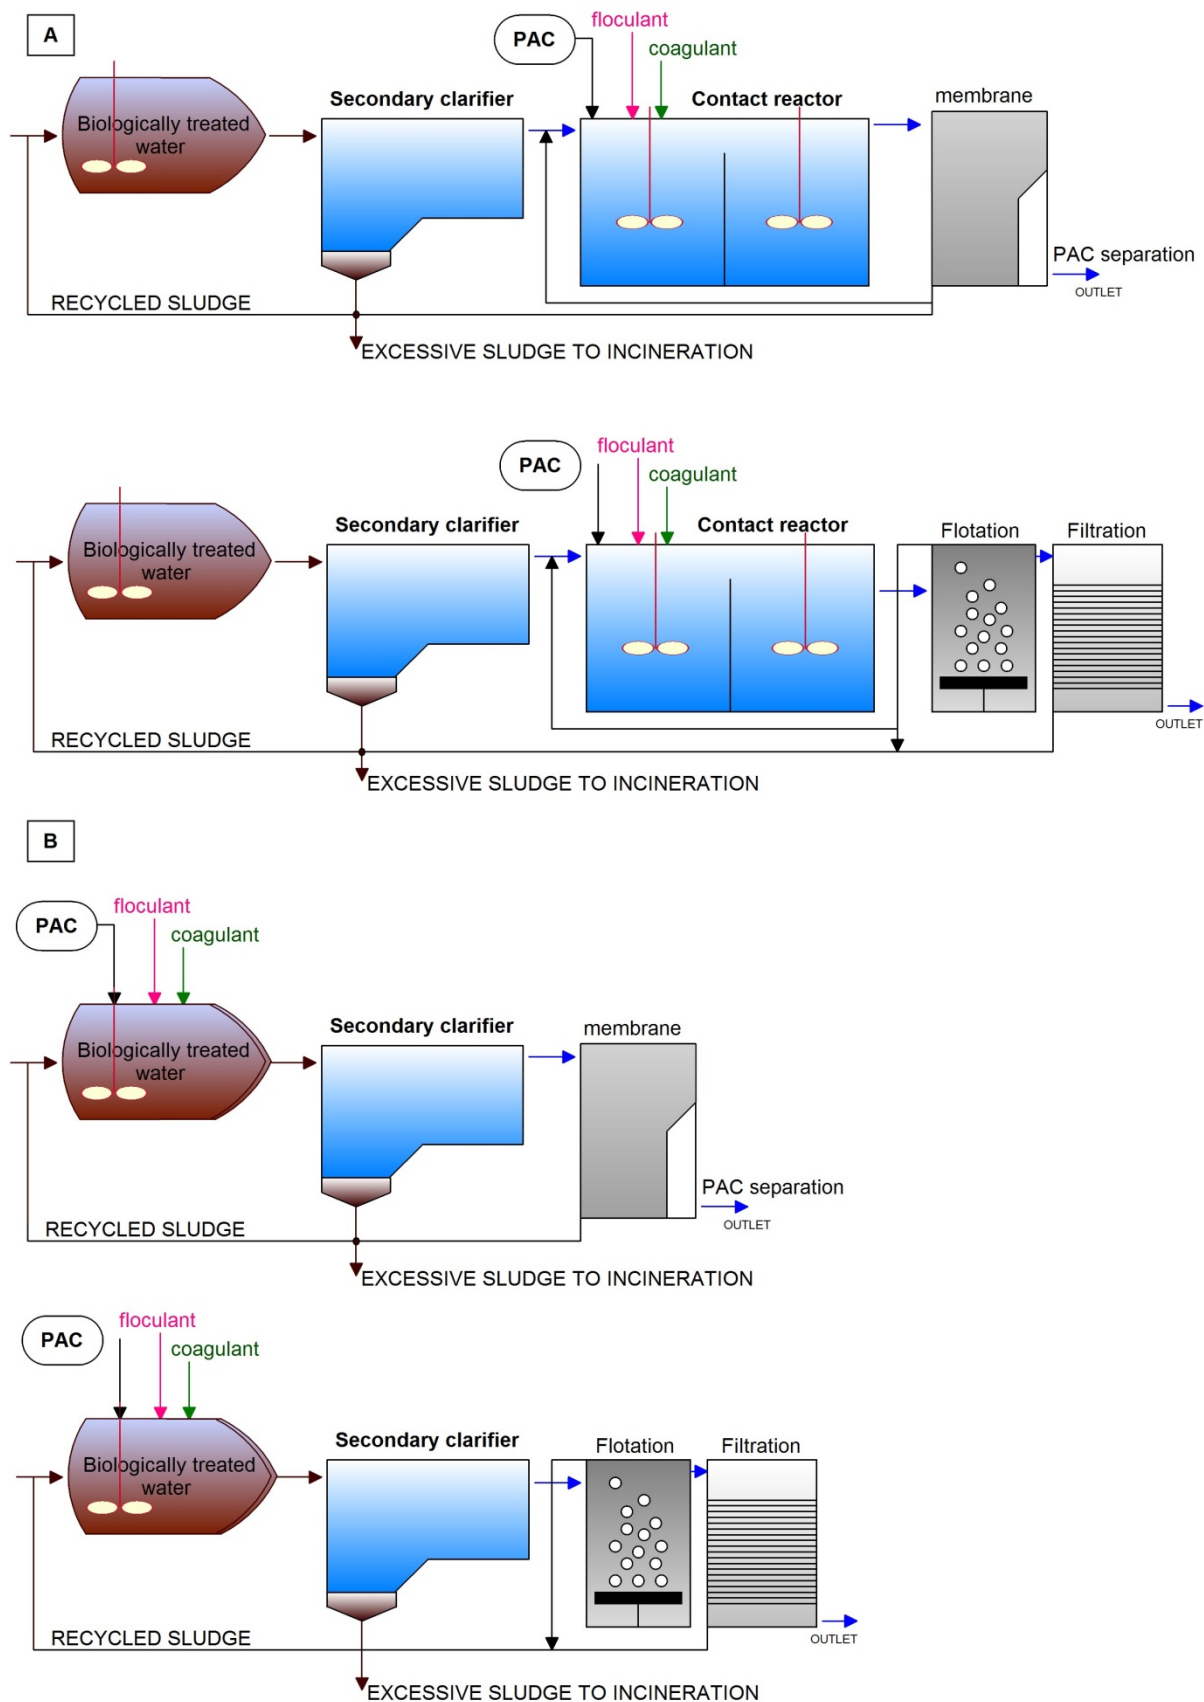 A
floculant
PAC
coagulant
Secondary clarifier
Contact reactor
membrane
Biologically treated
water
PAC separation
OUTLET
RECYCLED SLUDGE
EXCESSIVE SLUDGE TO INCINERATION
floculant
PAC
coagulant
Secondary clarifier
Contact reactor
Flotation
Filtration
Biologically treated
water
OUTLET
RECYCLED SLUDGE
EXCESSIVE SLUDGE TO INCINERATION
B
floculant
PAC
coagulant
Secondary clarifier
membrane
Biologically treated
water
PAC separation
OUTLET
RECYCLED SLUDGE
EXCESSIVE SLUDGE TO INCINERATION
floculant
PAC
coagulant
Secondary clarifier
Flotation
Filtration
Biologically treated
water
RECYCLED SLUDGE
OUTLET
EXCESSIVE SLUDGE TO INCINERATION